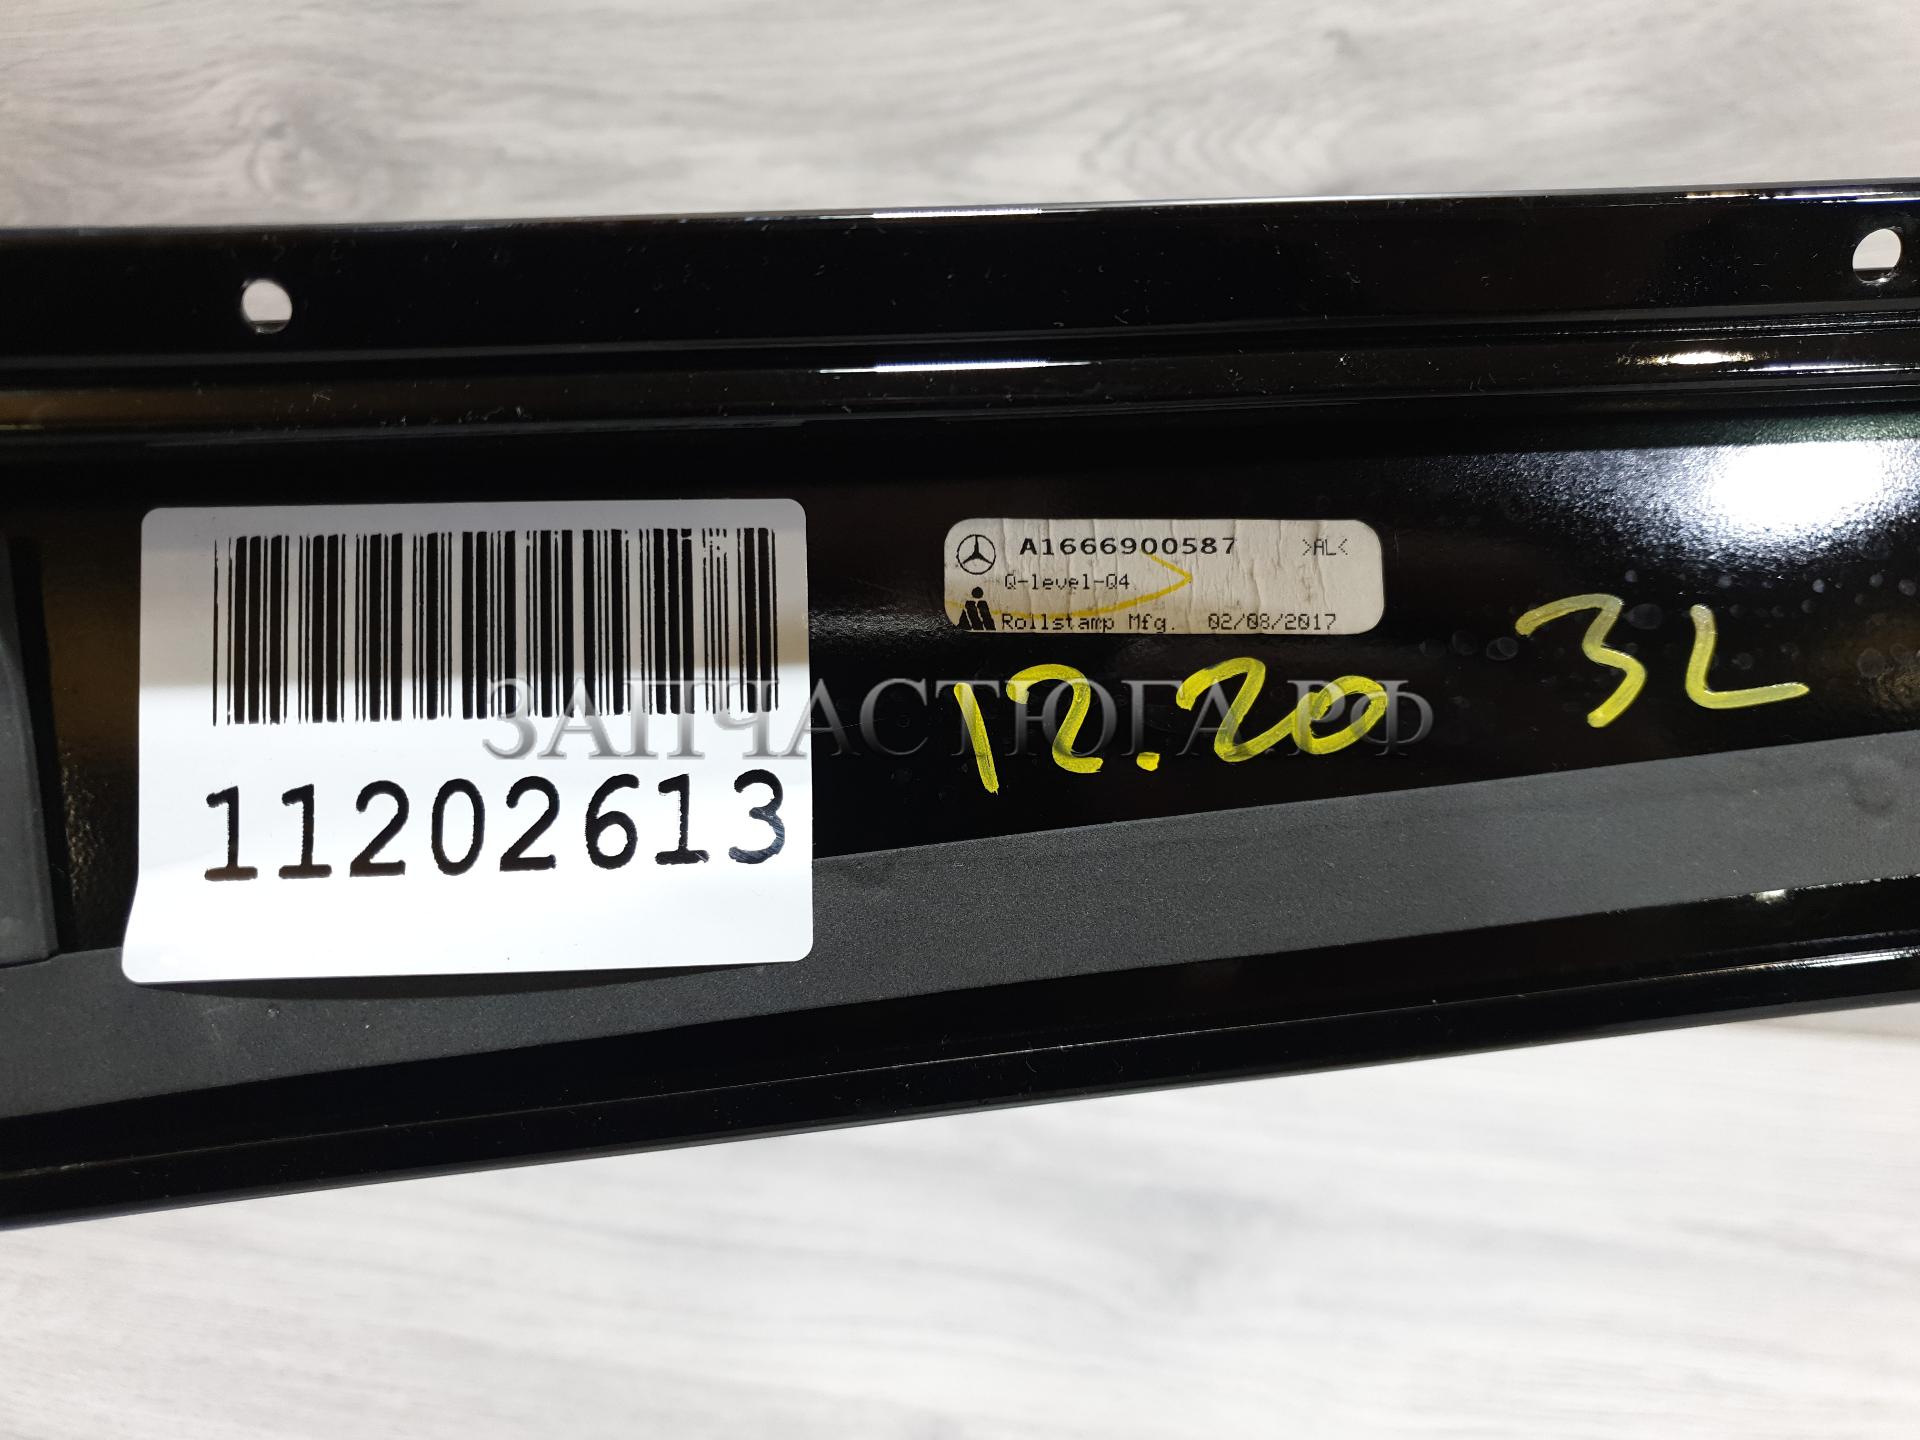 A1666900587 >AL<
Q-level-Q4
Rollstamp Mfg. 02/08/2017
12.20 3L
ЗАПЧАСТЮГА.РФ
11202613